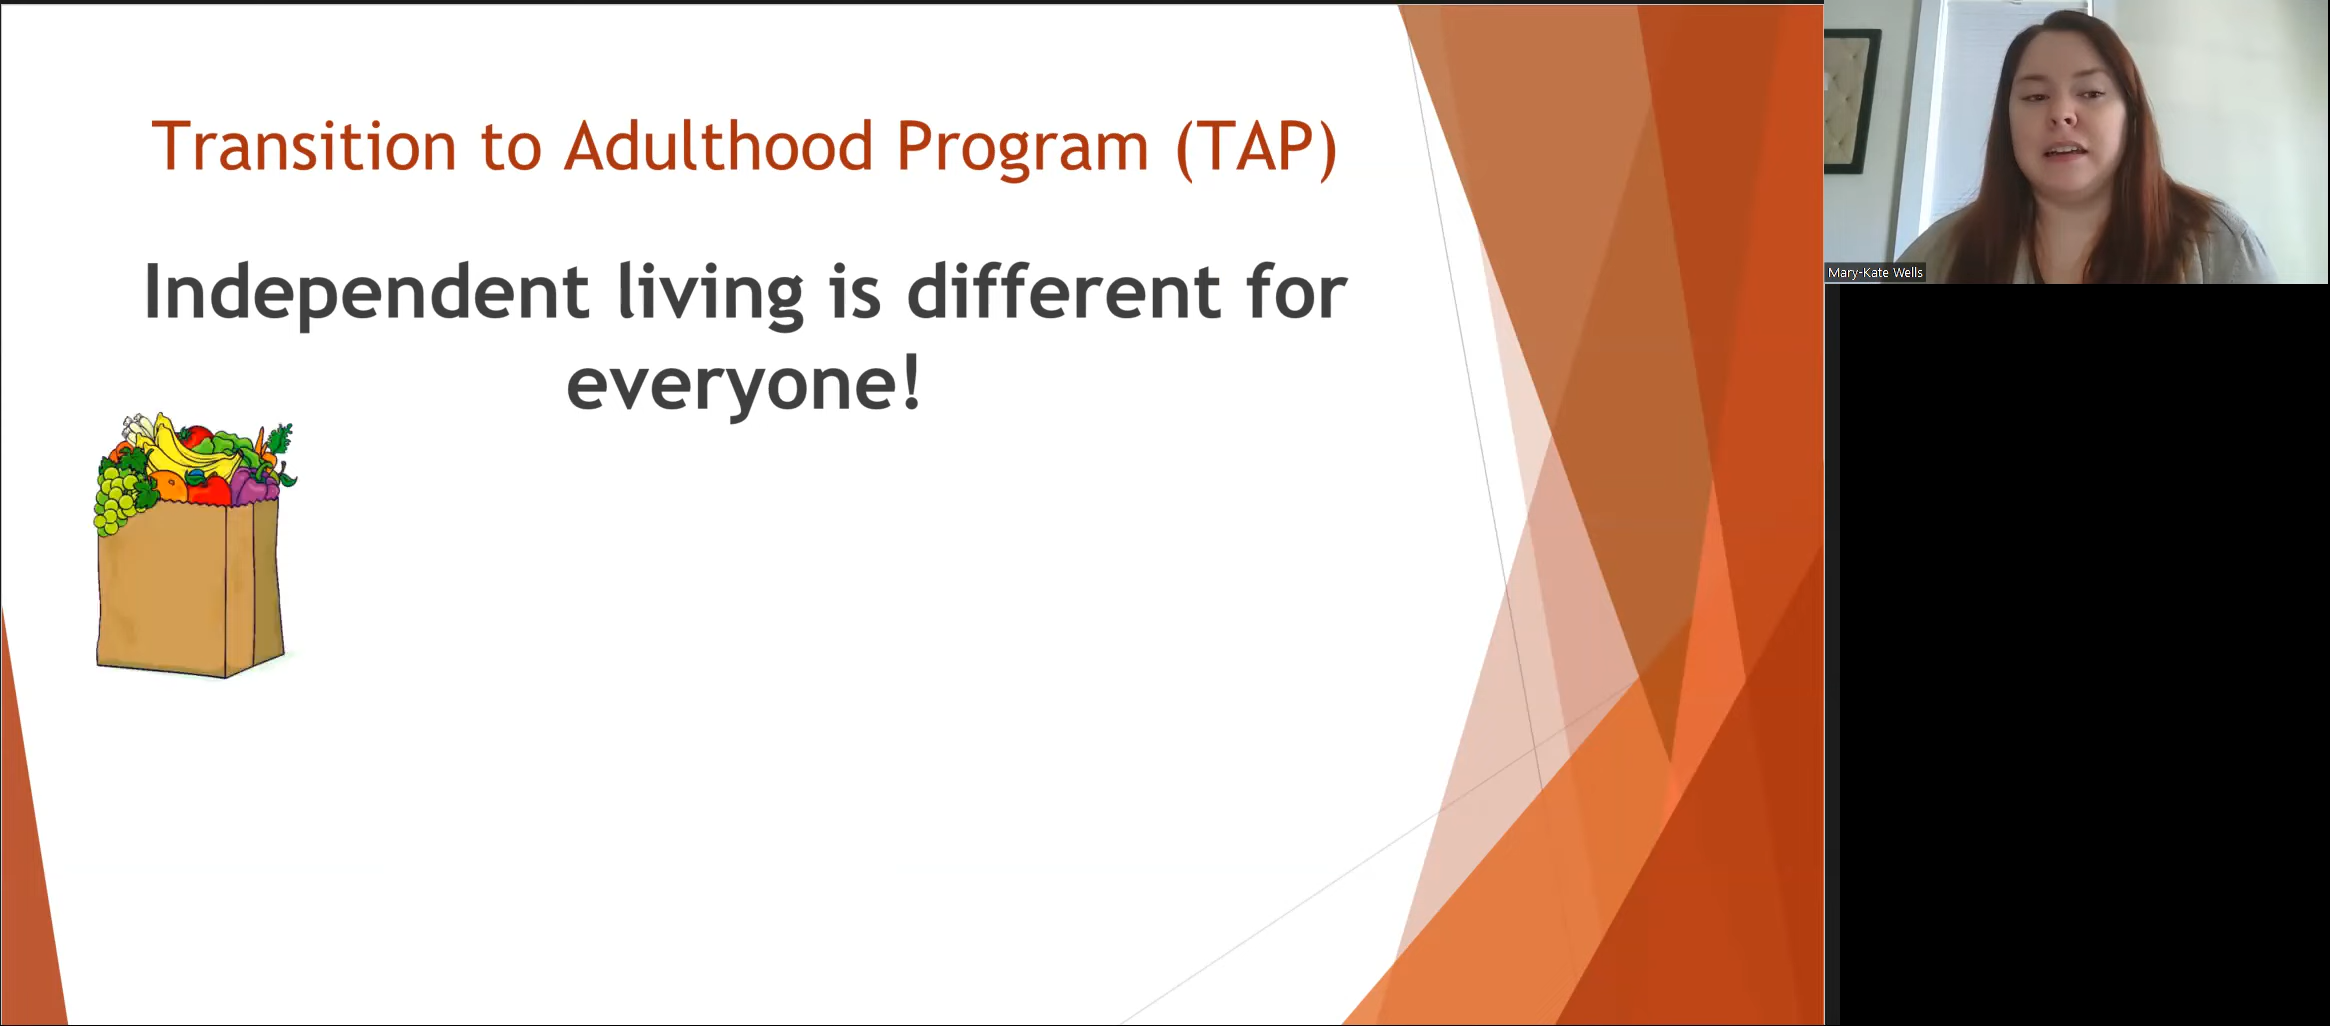 Transition to Adulthood Program (TAP)
Independent living is different for
everyone!
Mary-Kate Wells